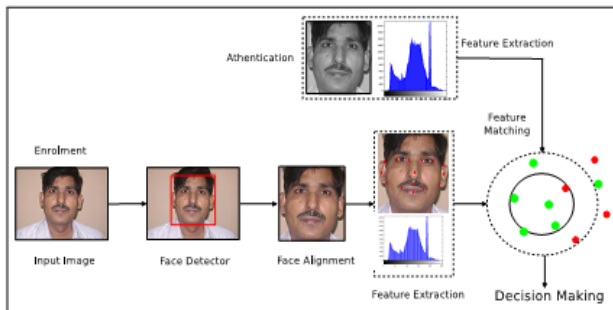 Athentication
Feature Extraction
Feature
Matching
Enrolment
Input Image
Face Detector
Face Alignment
Feature Extraction
Decision Making